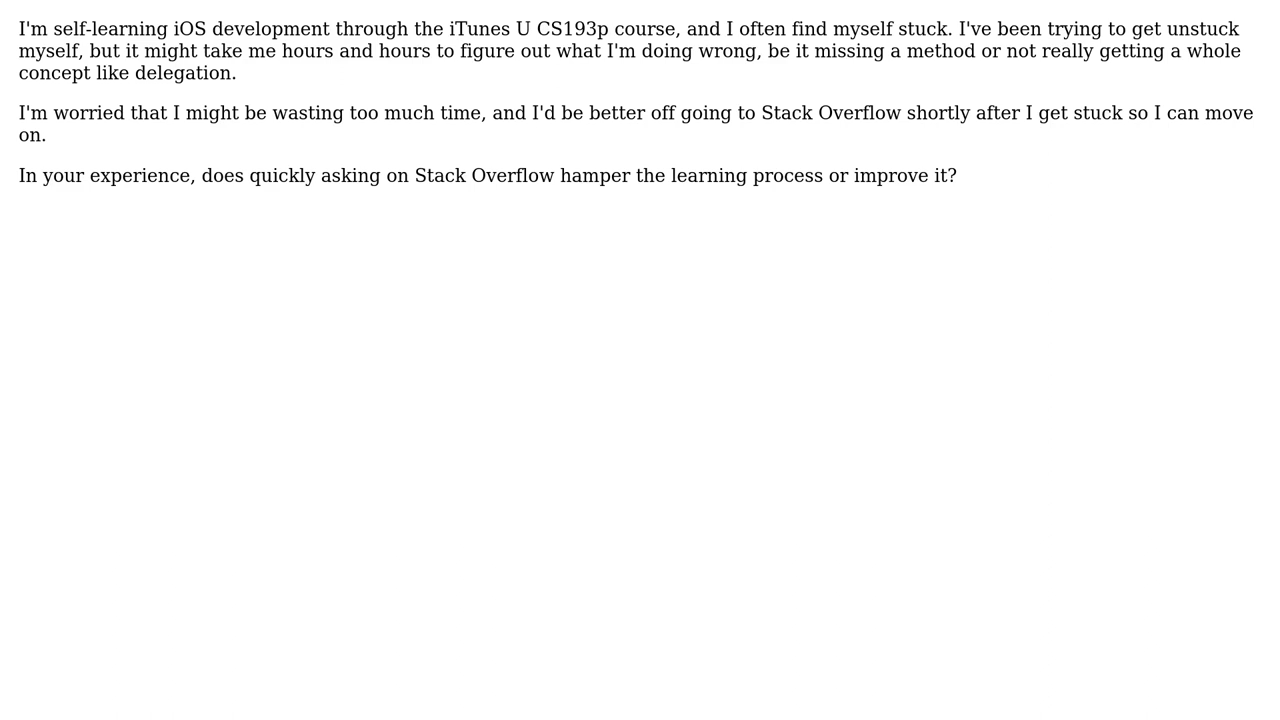 I'm self-learning iOS development through the iTunes U CS193p course, and I often find myself stuck. I've been trying to get unstuck
myself, but it might take me hours and hours to figure out what I'm doing wrong, be it missing a method or not really getting a whole
concept like delegation.
I'm worried that I might be wasting too much time, and I'd be better off going to Stack Overflow shortly after I get stuck so I can move
on.
In your experience, does quickly asking on Stack Overflow hamper the learning process or improve it?